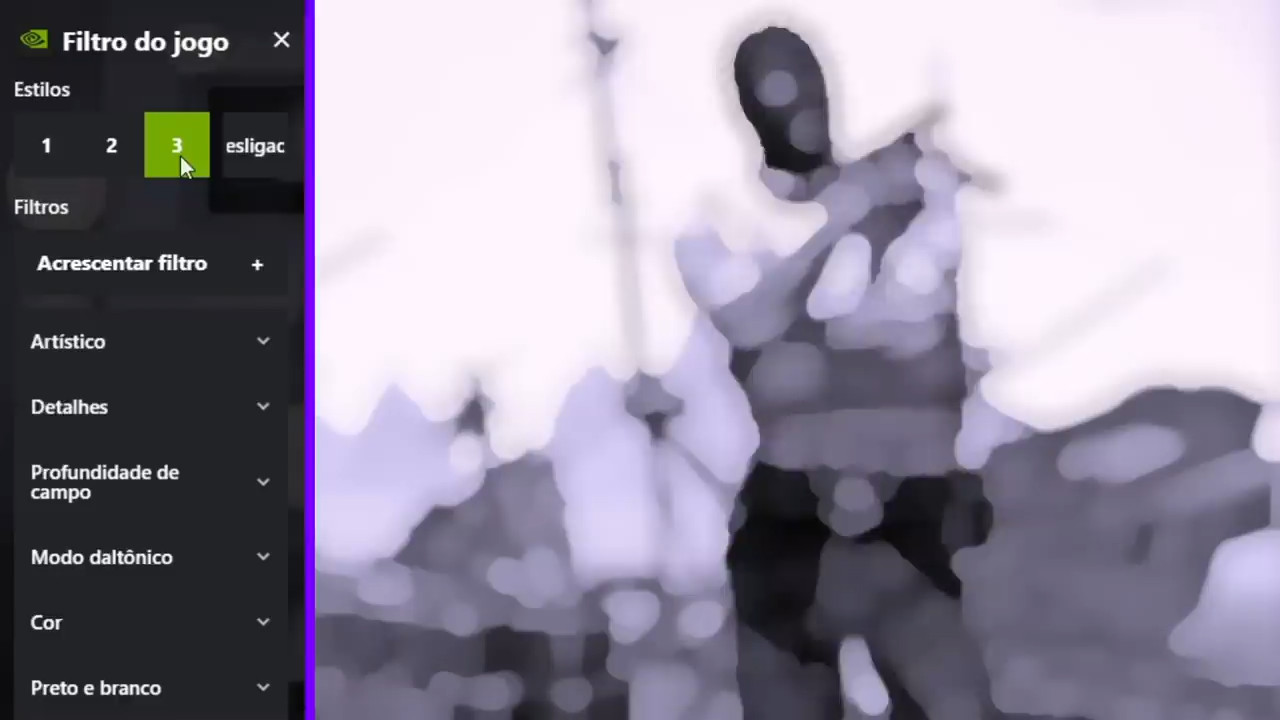 Filtro do jogo
Estilos
1 2 3 esligac
Filtros
Acrescentar filtro +
Artístico
Detalhes
Profundidade de
campo
Modo daltônico
Cor
Preto e branco